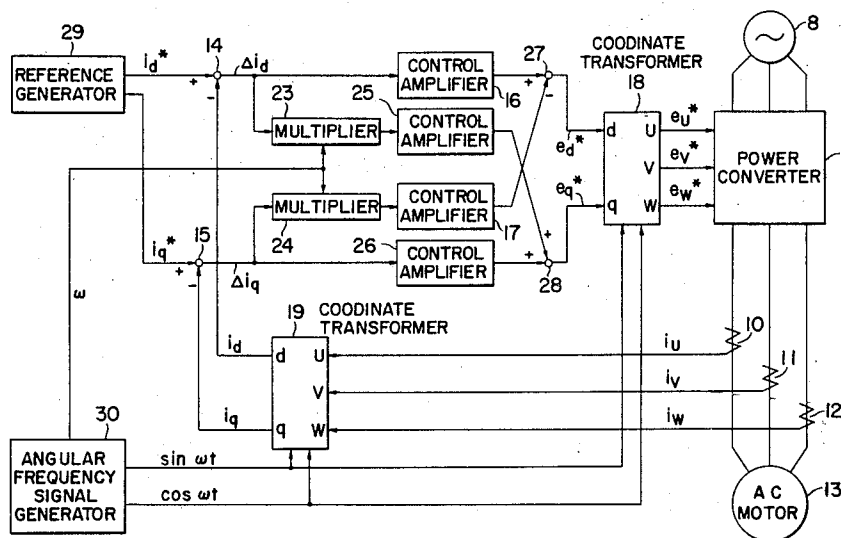 29
REFERENCE
GENERATOR
id*
+
-
14
Δid
CONTROL
AMPLIFIER
16
+
-
27
COODINATE
TRANSFORMER
18
8
23
MULTIPLIER
25
CONTROL
AMPLIFIER
ed*
d
q
U
V
W
eU*
eV*
eW*
POWER
CONVERTER
MULTIPLIER
24
CONTROL
AMPLIFIER
17
eq*
iq*
+
-
15
Δiq
26
CONTROL
AMPLIFIER
+
+
28
ω
19
COODINATE
TRANSFORMER
id
iq
d
q
U
V
W
iU
iV
iW
10
11
12
30
ANGULAR
FREQUENCY
SIGNAL
GENERATOR
sin ωt
cos ωt
AC
MOTOR
13